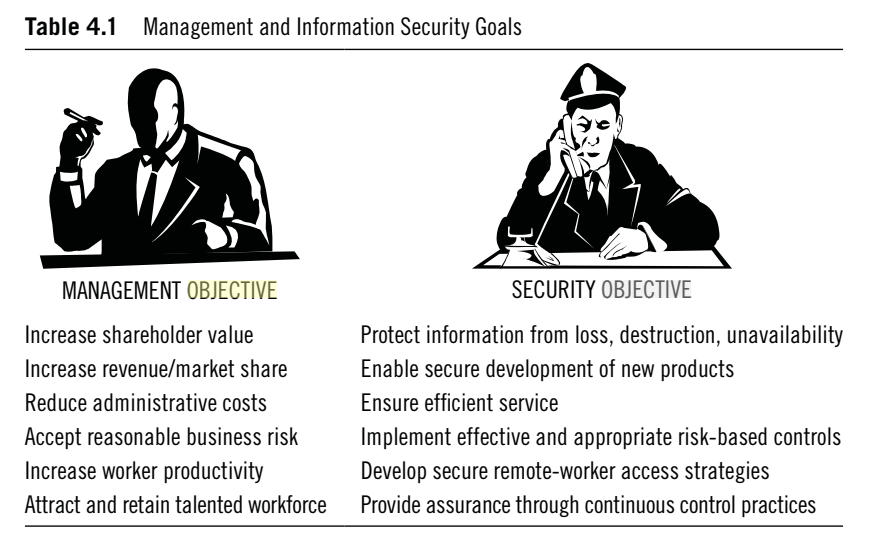 Table 4.1 Management and Information Security Goals
MANAGEMENT OBJECTIVE SECURITY OBJECTIVE
Increase shareholder value Protect information from loss, destruction, unavailability
Increase revenue/market share Enable secure development of new products
Reduce administrative costs Ensure efficient service
Accept reasonable business risk Implement effective and appropriate risk-based controls
Increase worker productivity Develop secure remote-worker access strategies
Attract and retain talented workforce Provide assurance through continuous control practices